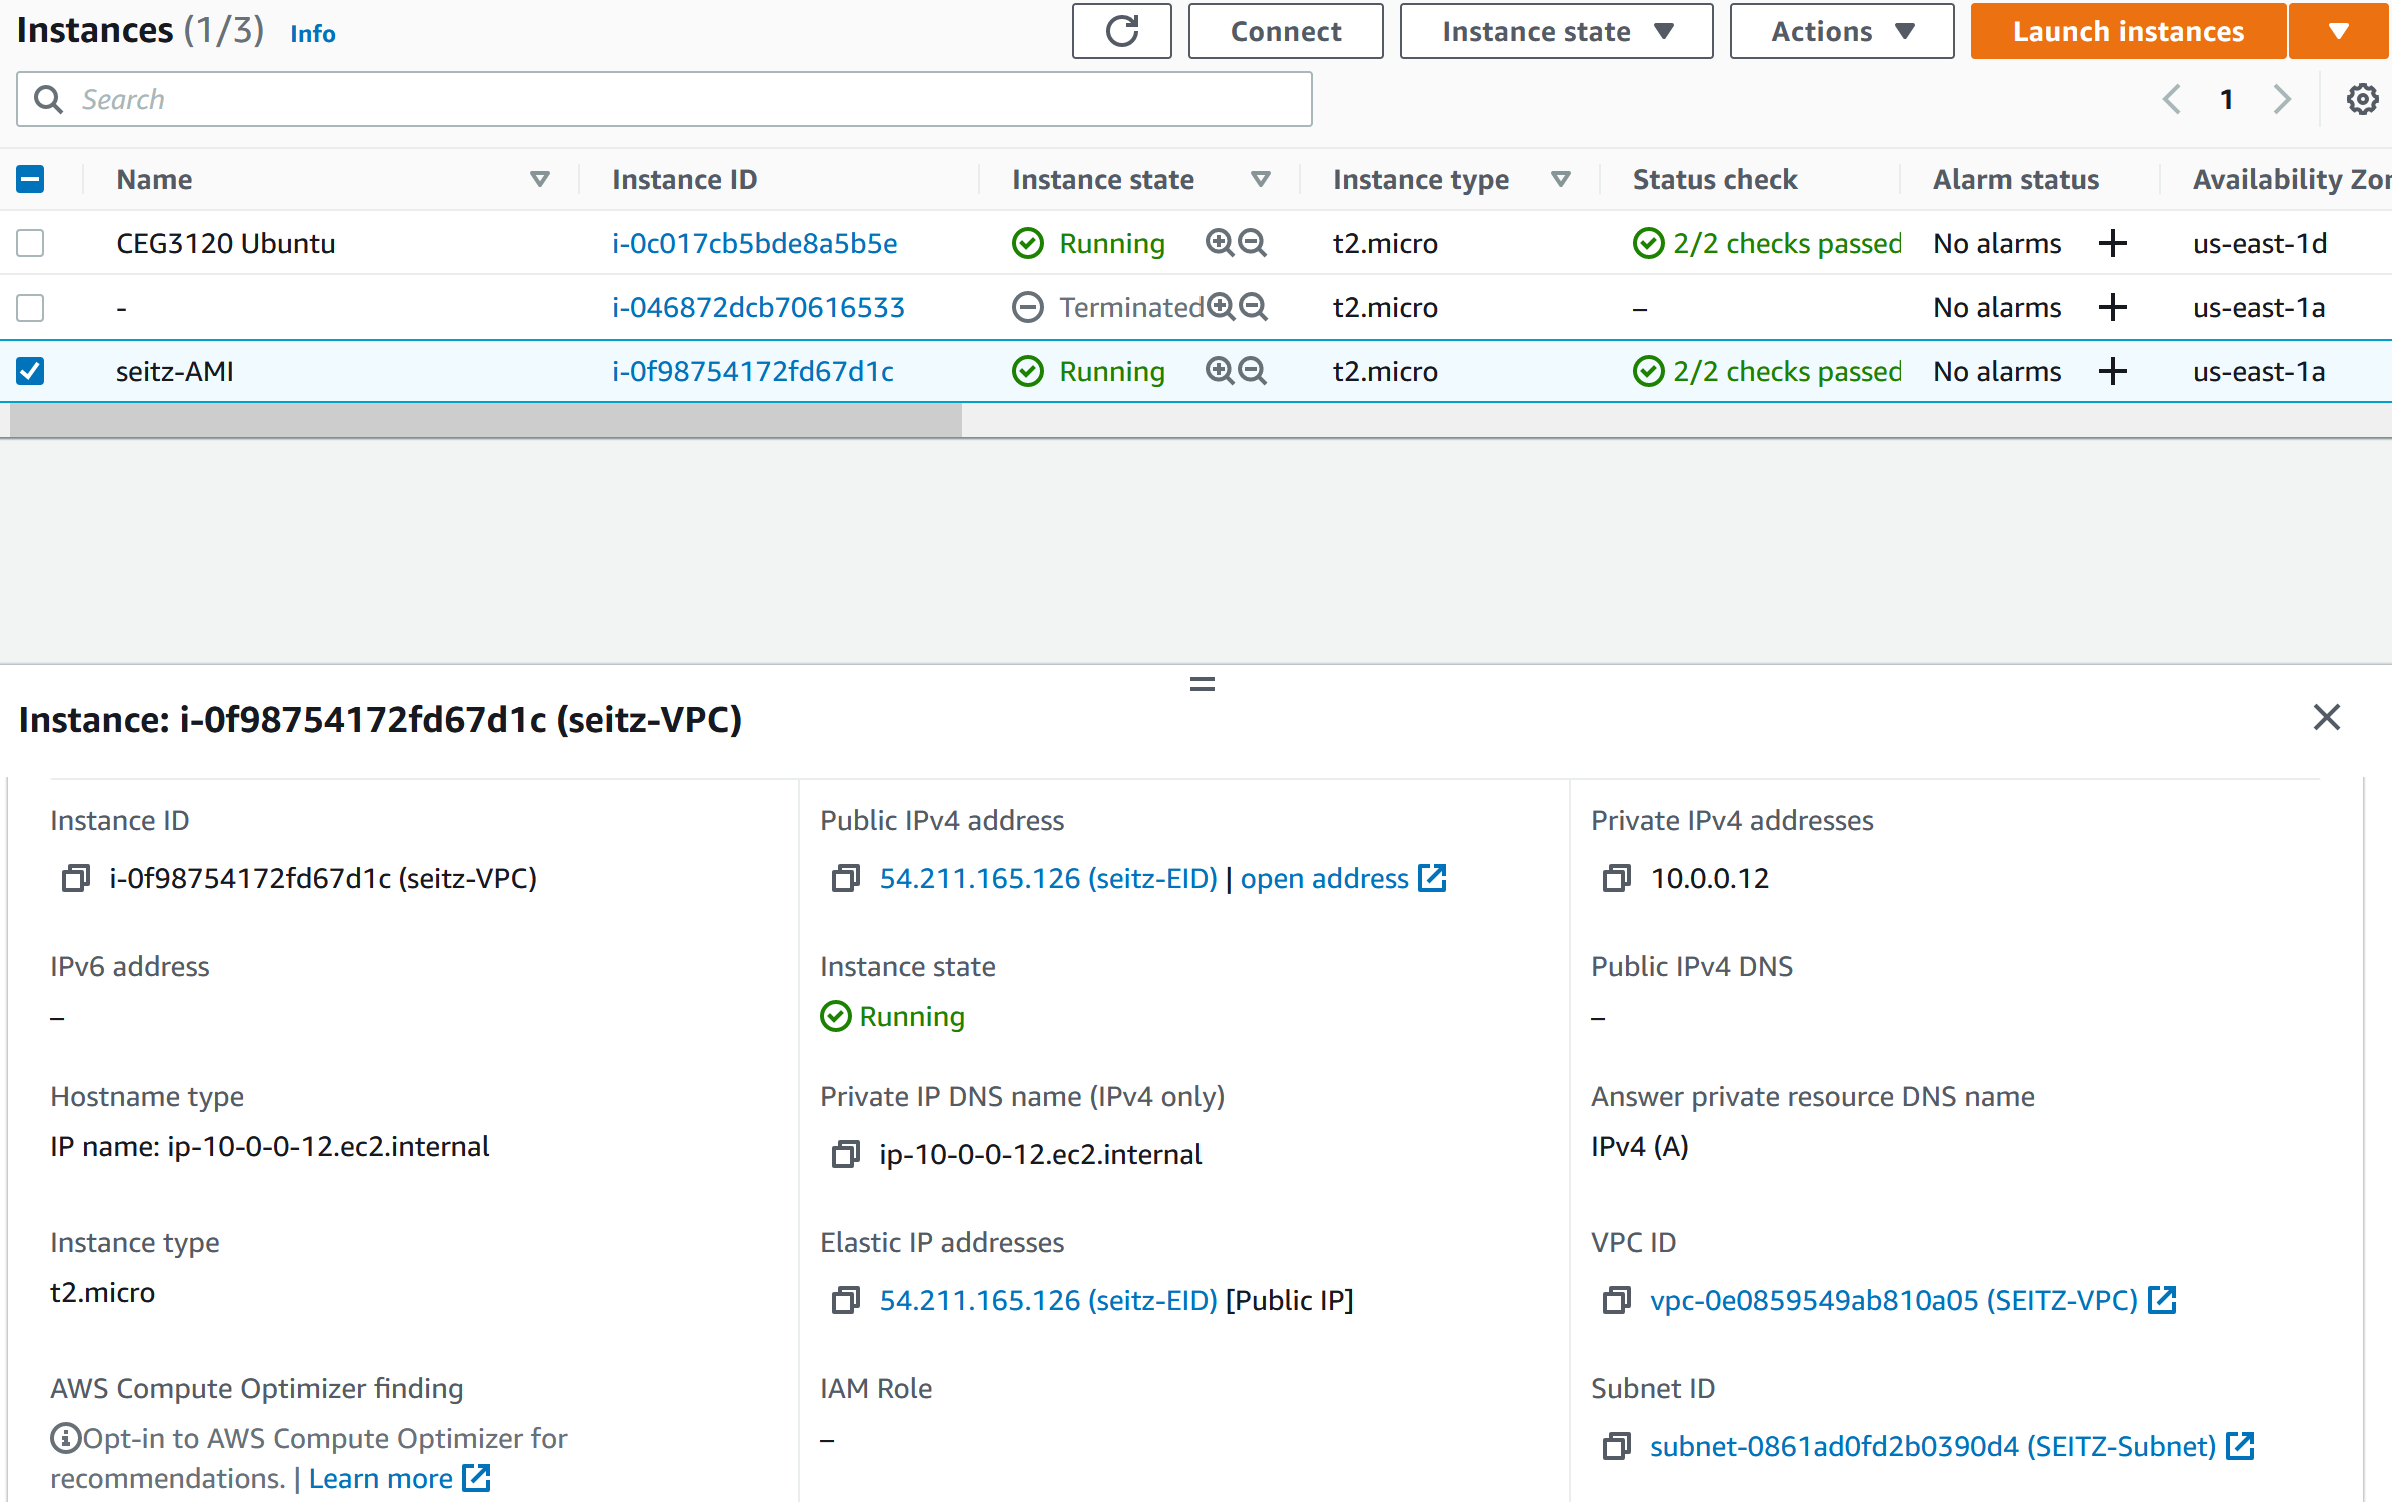 Instances (1/3) Info Connect Instance state Actions Launch instances
Search 1
Name Instance ID Instance state Instance type Status check Alarm status Availability Zon
CEG3120 Ubuntu i-0c017cb5bde8a5b5e Running t2.micro 2/2 checks passed No alarms + us-east-1d
- i-046872dcb70616533 Terminated t2.micro – No alarms + us-east-1a
seitz-AMI i-0f98754172fd67d1c Running t2.micro 2/2 checks passed No alarms + us-east-1a
Instance: i-0f98754172fd67d1c (seitz-VPC)
Instance ID Public IPv4 address Private IPv4 addresses
i-0f98754172fd67d1c (seitz-VPC) 54.211.165.126 (seitz-EID) | open address 10.0.0.12
IPv6 address Instance state Public IPv4 DNS
– Running –
Hostname type Private IP DNS name (IPv4 only) Answer private resource DNS name
IP name: ip-10-0-0-12.ec2.internal ip-10-0-0-12.ec2.internal IPv4 (A)
Instance type Elastic IP addresses VPC ID
t2.micro 54.211.165.126 (seitz-EID) [Public IP] vpc-0e0859549ab810a05 (SEITZ-VPC)
AWS Compute Optimizer finding IAM Role Subnet ID
Opt-in to AWS Compute Optimizer for – subnet-0861ad0fd2b0390d4 (SEITZ-Subnet)
recommendations. | Learn more